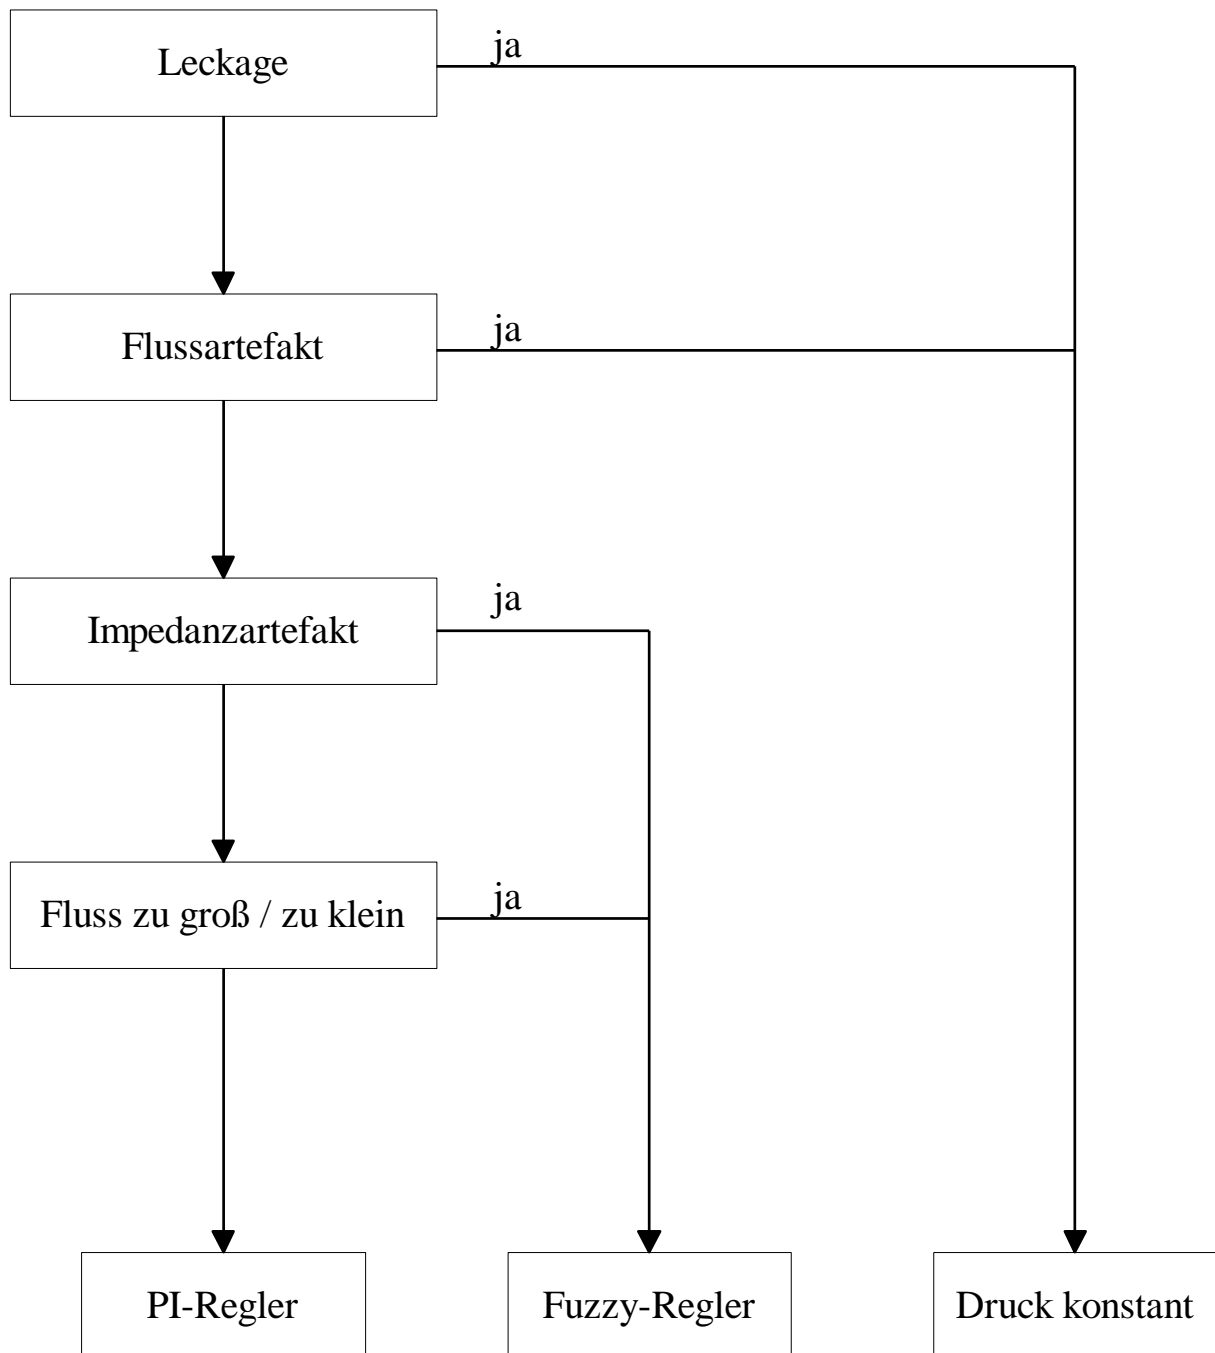 Leckage
ja
Flussartefakt
ja
Impedanzartefakt
ja
Fluss zu groß / zu klein
ja
PI-Regler
Fuzzy-Regler
Druck konstant